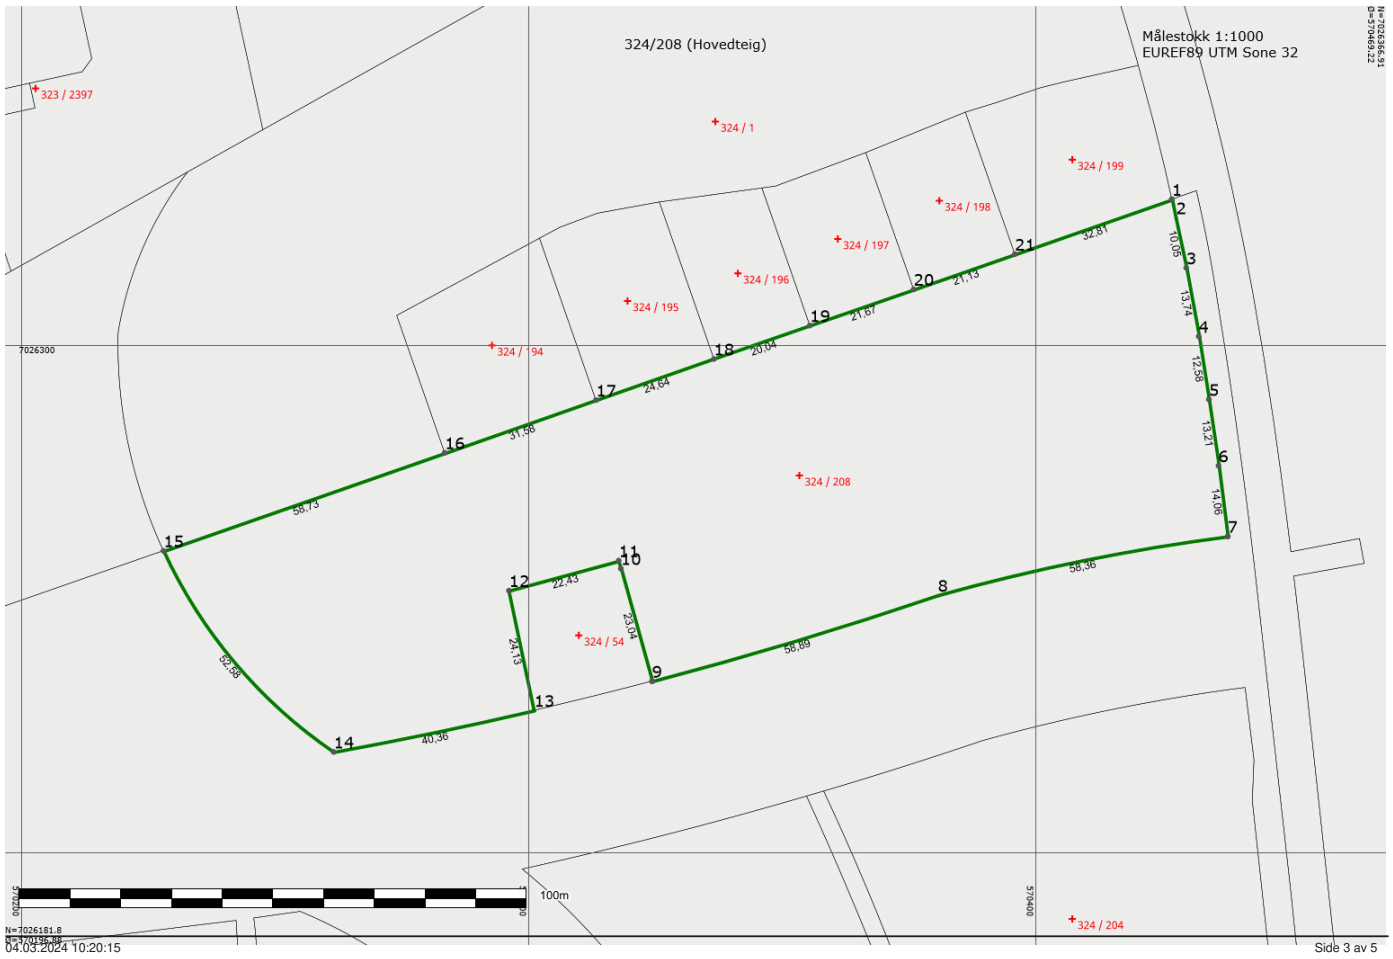 324/208 (Hovedteig)
Målestokk 1:1000
EUREF89 UTM Sone 32
N=7026366.91
Ø=570469.22
323 / 2397
324 / 1
324 / 199
1
2
324 / 198
10,05
32,81
324 / 197
21
3
324 / 196
21,13
20
13,74
324 / 195
21,67
19
4
7026300
324 / 194
20,04
18
12,58
24,64
17
5
31,58
16
13,21
6
324 / 208
14,06
58,73
7
15
11
10
58,36
12
22,43
8
23,04
324 / 54
24,13
58,89
52,58
9
13
14
40,36
100m
570200
570400
324 / 204
N=7026181.8
Ø=570196.88
04.03.2024 10:20:15
Side 3 av 5